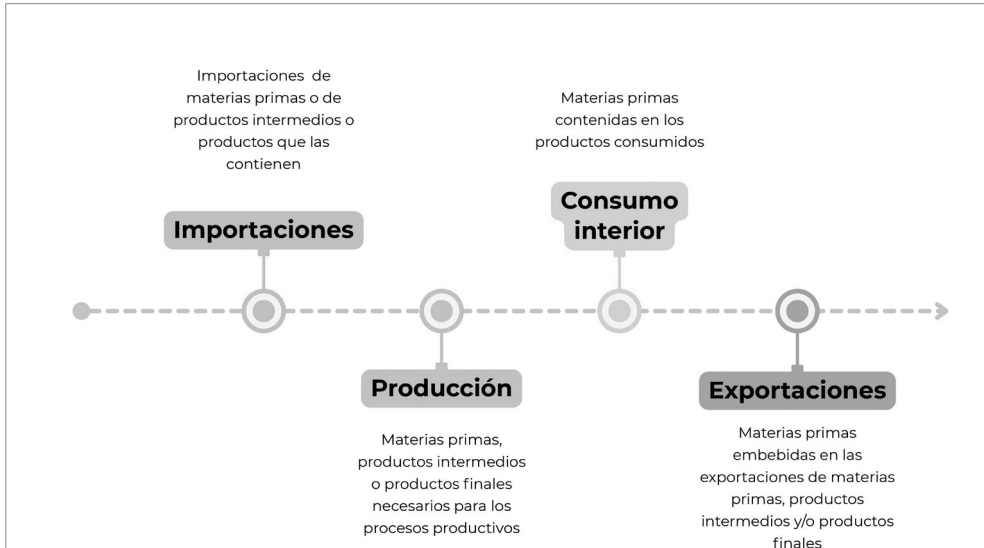 Importaciones de
materias primas o de
productos intermedios o
productos que las
contienen
Importaciones
Materias primas
contenidas en los
productos consumidos
Consumo
interior
Producción
Materias primas,
productos intermedios
o productos finales
necesarios para los
procesos productivos
Exportaciones
Materias primas
embebidas en las
exportaciones de materias
primas, productos
intermedios y/o productos
finales